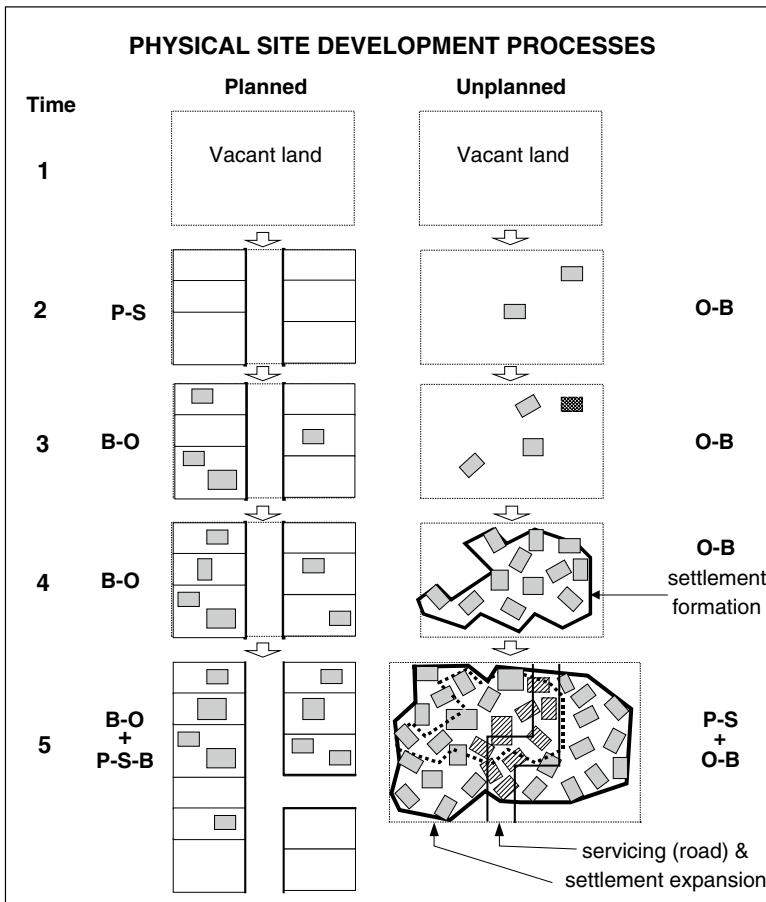 PHYSICAL SITE DEVELOPMENT PROCESSES
Planned Unplanned
Time
Vacant land Vacant land
1
2 P-S O-B
3 B-O O-B
4 B-O O-B
settlement
formation
5 B-O
+
P-S-B
P-S
+
O-B
servicing (road) &
settlement expansion